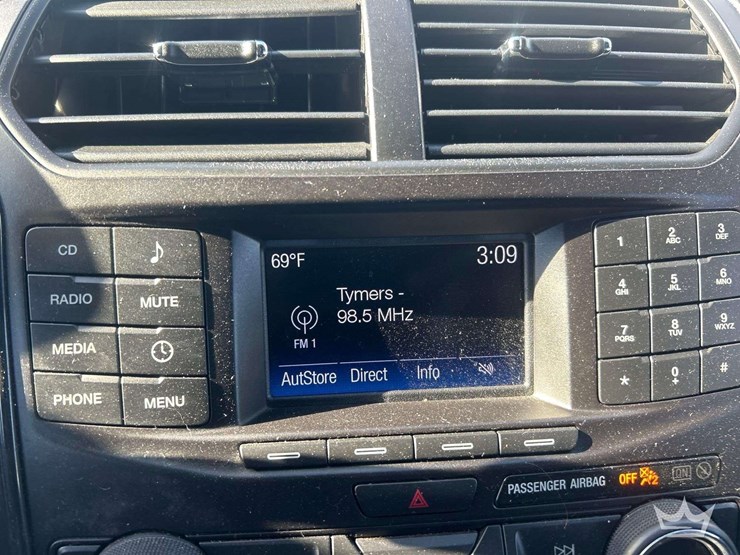 CD
RADIO
MUTE
MEDIA
PHONE
MENU
69°F
3:09
Tymers -
98.5 MHz
FM 1
AutStore Direct Info
1
2 ABC
3 DEF
4 GHI
5 JKL
6 MNO
7 PQRS
8 TUV
9 WXYZ
*
0 +
#
PASSENGER AIRBAG OFF 2 ON